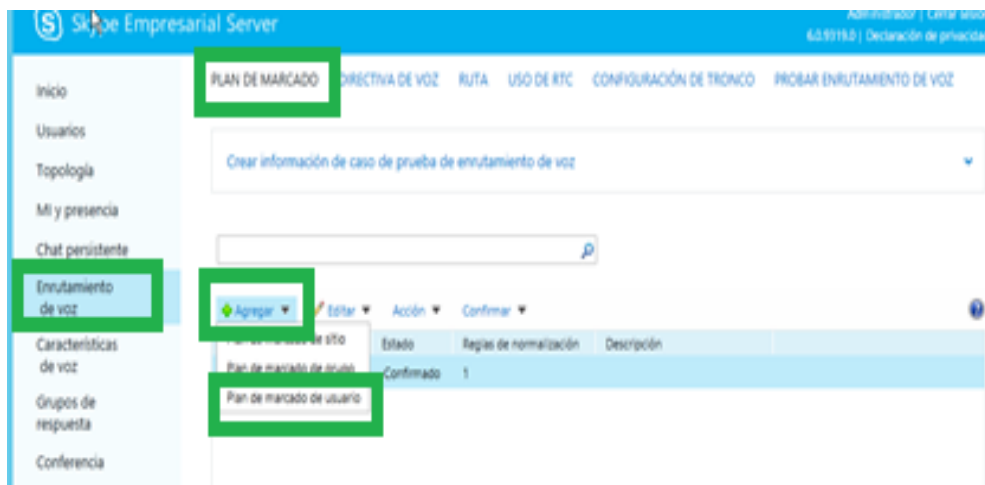 Skype Empresarial Server
Administrador | Cerrar sesión
6.0.9319.0 | Declaración de privacidad
Inicio
Usuarios
Topología
MI y presencia
Chat persistente
Enrutamiento
de voz
Características
de voz
Grupos de
respuesta
Conferencia
PLAN DE MARCADO DIRECTIVA DE VOZ RUTA USO DE RTC CONFIGURACIÓN DE TRONCO PROBAR ENRUTAMIENTO DE VOZ
Crear información de caso de prueba de enrutamiento de voz
Agregar Editar Acción Confirmar
Plan de marcado de sitio
Plan de marcado de grupo
Plan de marcado de usuario
Estado Reglas de normalización Descripción
Confirmado 1